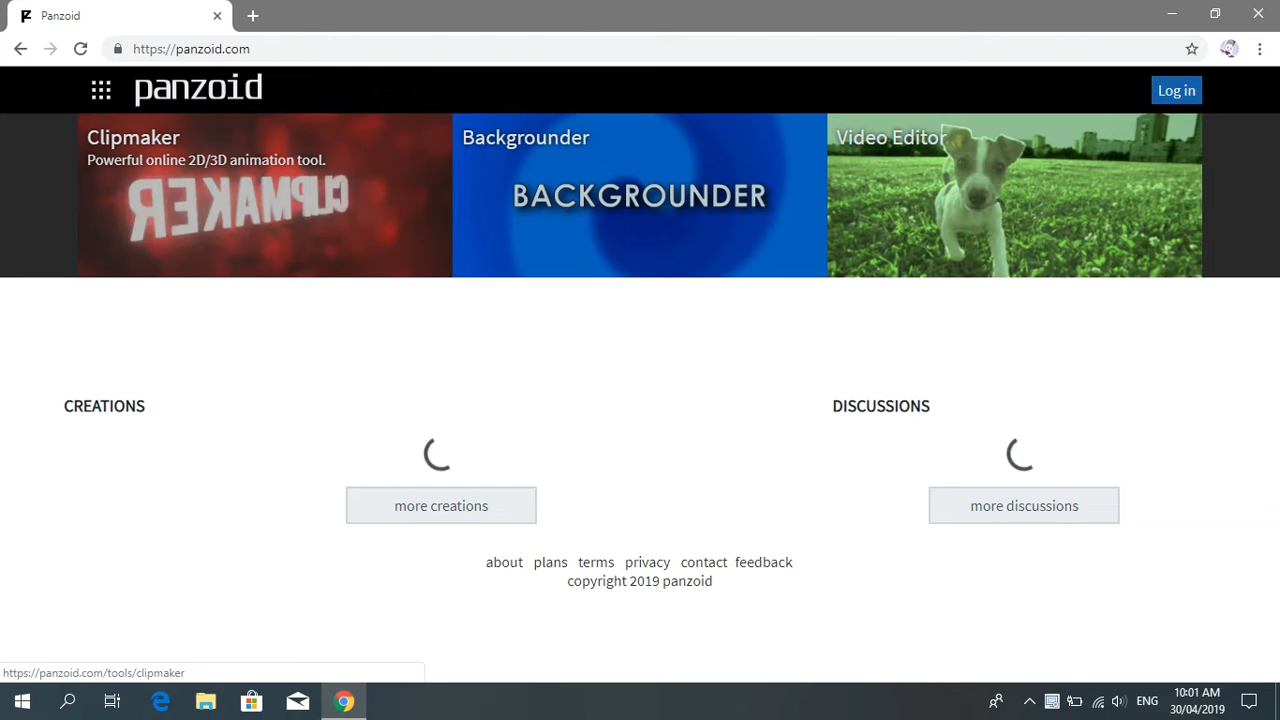 Panzoid
https://panzoid.com
panzoid
Log in
Clipmaker
Powerful online 2D/3D animation tool.
CLIPMAKER
Backgrounder
BACKGROUNDER
Video Editor
CREATIONS
DISCUSSIONS
more creations
more discussions
about plans terms privacy contact feedback
copyright 2019 panzoid
https://panzoid.com/tools/clipmaker
ENG
10:01 AM
30/04/2019